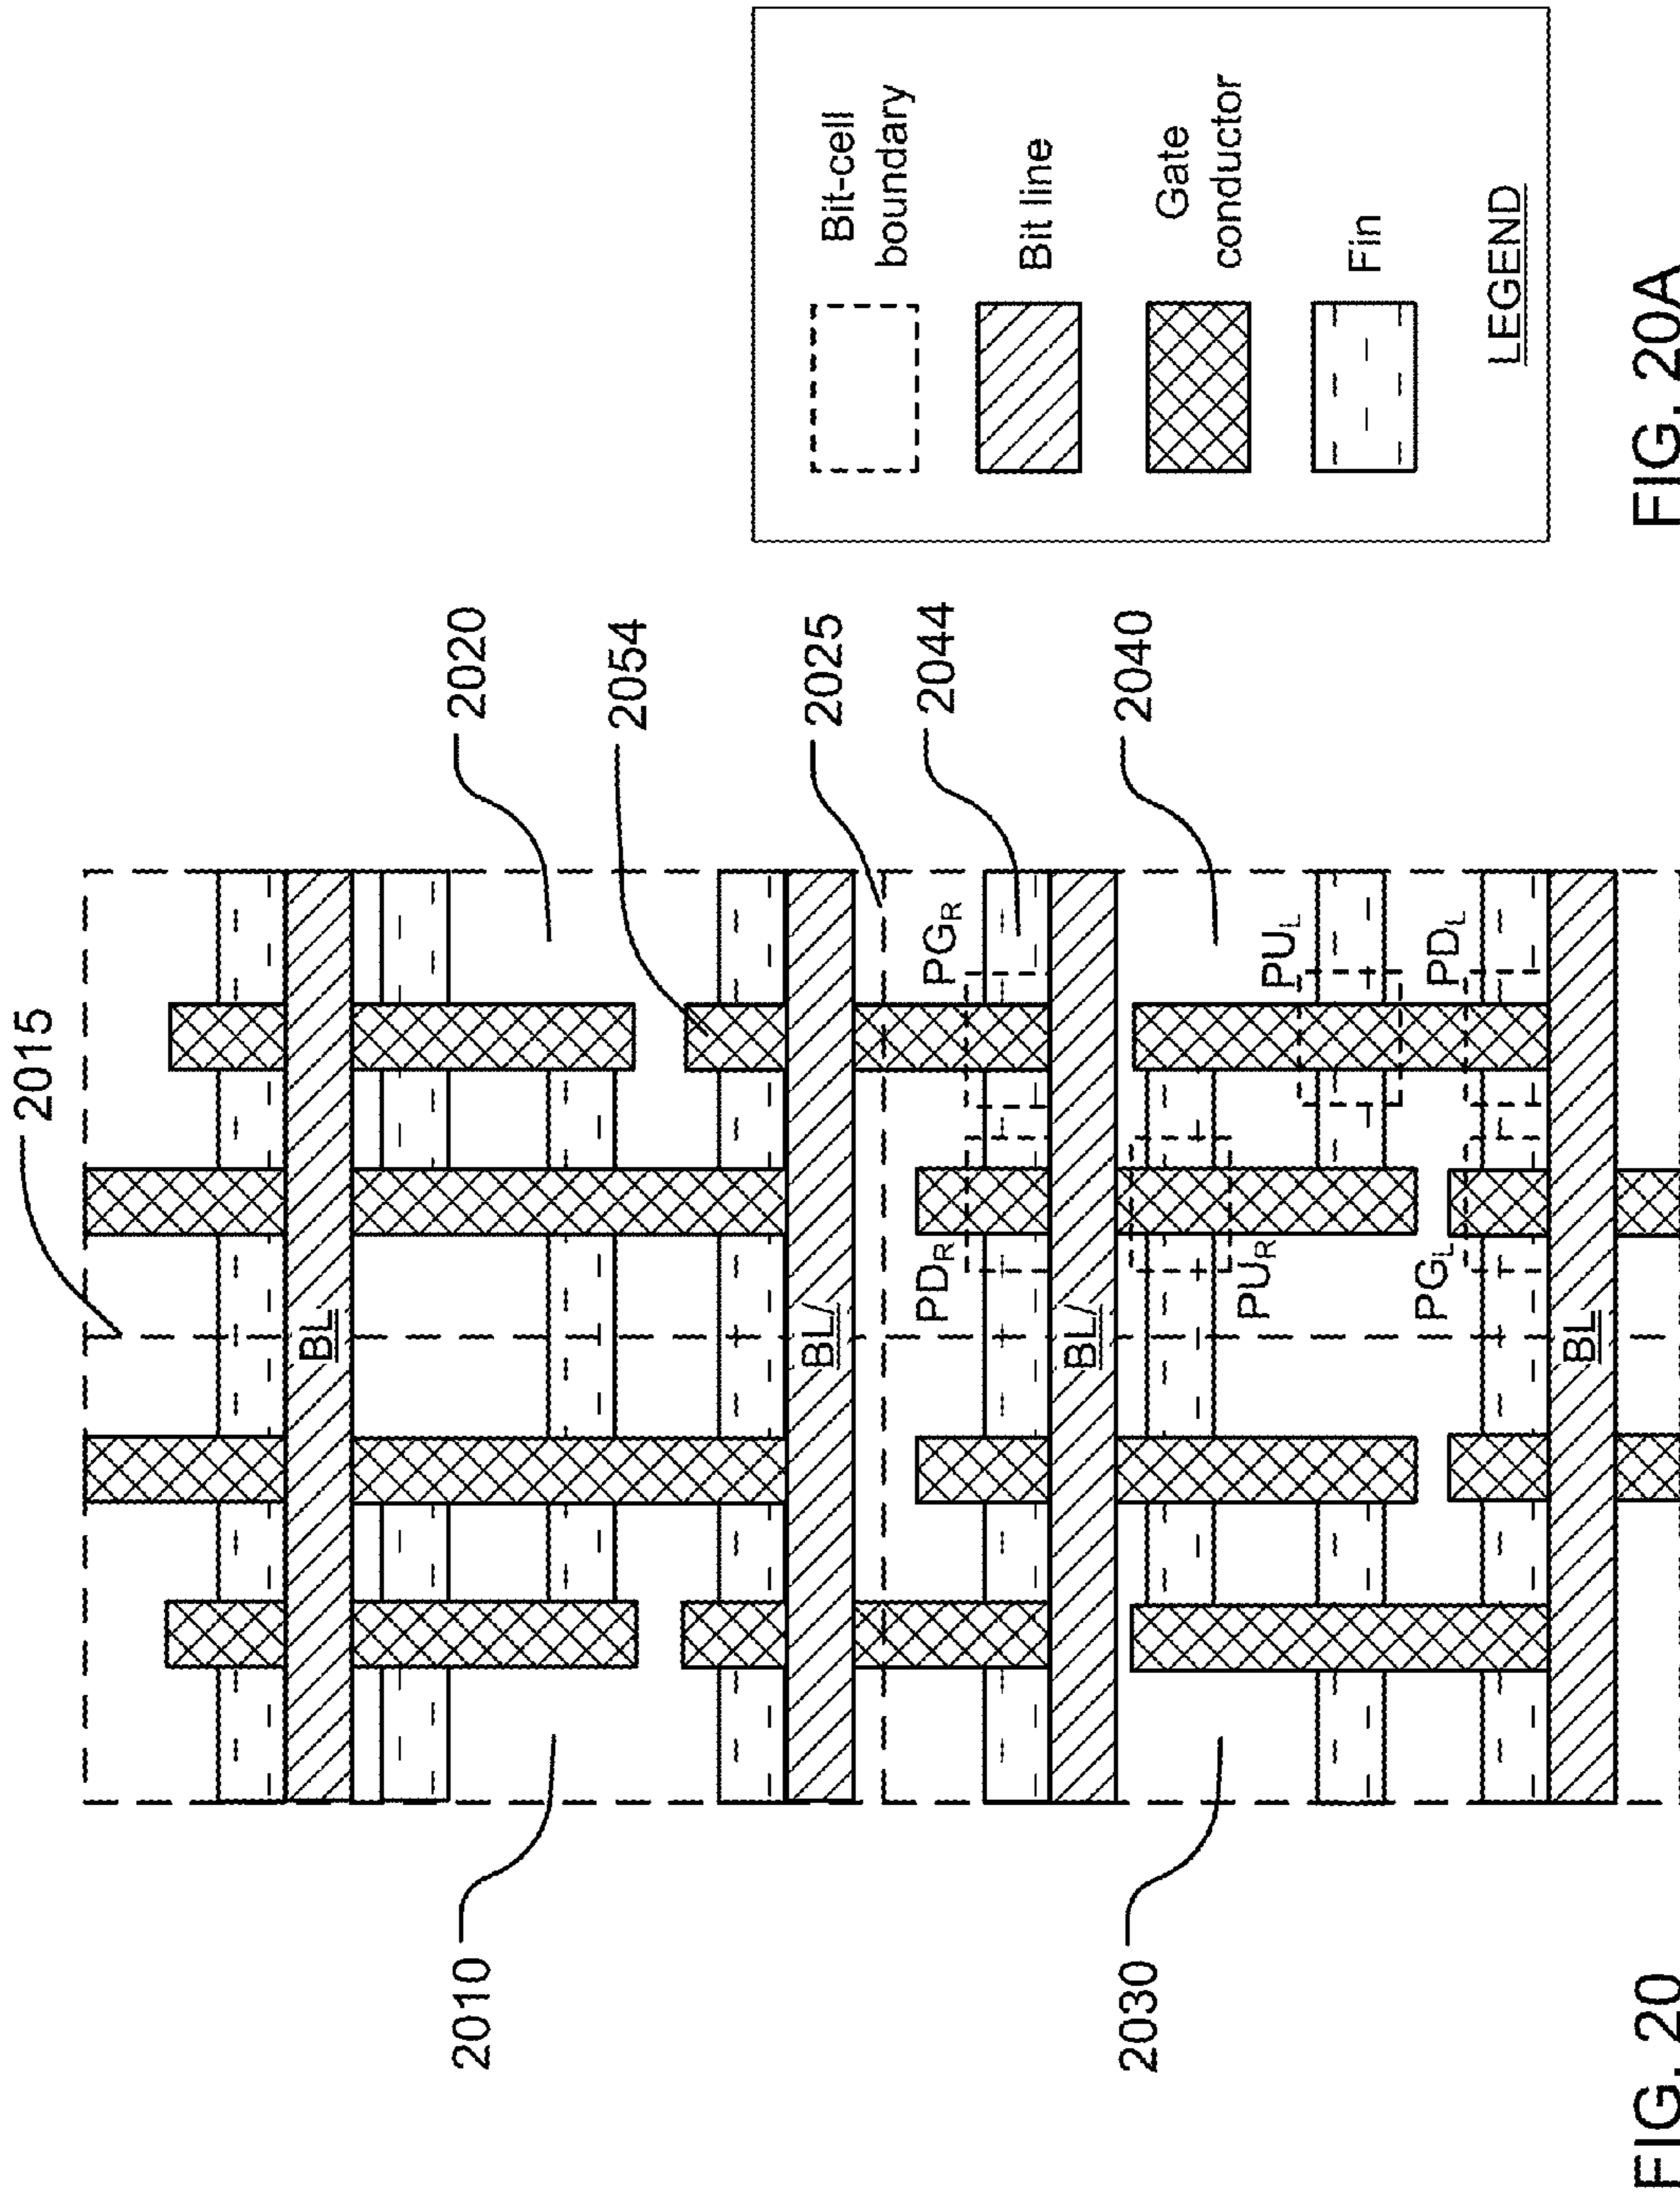 2015
2020
2054
2025
2044
2040
2010
2030
BL
BL/
BL/
BL
PG_R
PD_R
PU_R
PU_L
PD_L
PG_L
FIG. 20
Bit-cell
boundary
Bit line
Gate
conductor
Fin
LEGEND
FIG. 20A